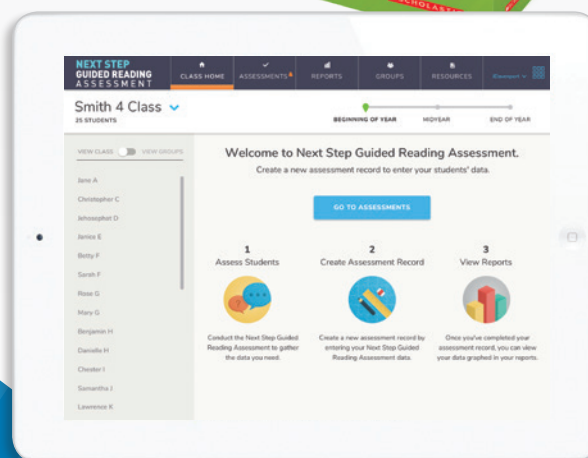 SCHOLASTIC
NEXT STEP
GUIDED READING
ASSESSMENT
CLASS HOME
ASSESSMENTS
REPORTS
GROUPS
RESOURCES
Smith 4 Class
25 STUDENTS
BEGINNING OF YEAR
MIDYEAR
END OF YEAR
VIEW CLASS
VIEW GROUPS
Jane A
Christopher C
Jehosephat D
Janice E
Betty F
Sarah F
Rose G
Mary G
Benjamin H
Danielle H
Chester I
Samantha J
Lawrence K
Welcome to Next Step Guided Reading Assessment.
Create a new assessment record to enter your students' data.
GO TO ASSESSMENTS
1
Assess Students
Conduct the Next Step Guided
Reading Assessment to gather
the data you need.
2
Create Assessment Record
Create a new assessment record by
entering your Next Step Guided
Reading Assessment data.
3
View Reports
Once you've completed your
assessment record, you can view
your data graphed in your reports.